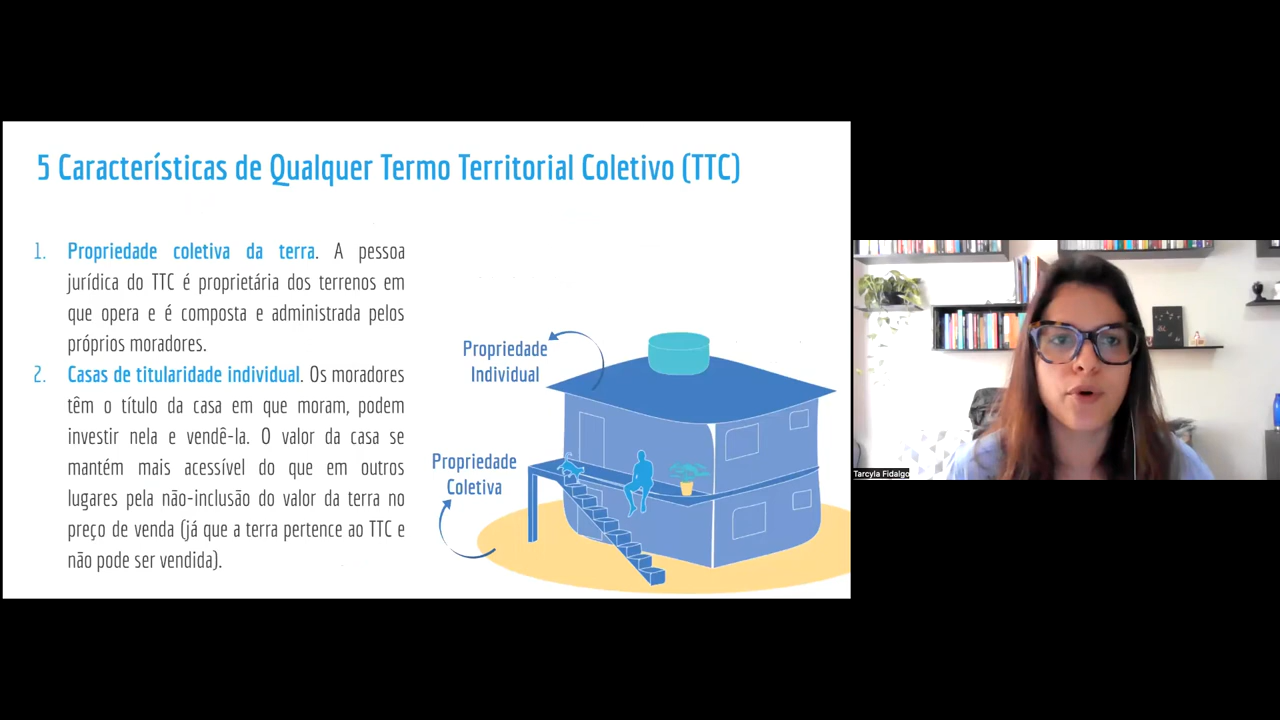 5 Características de Qualquer Termo Territorial Coletivo (TTC)
1. Propriedade coletiva da terra. A pessoa
jurídica do TTC é proprietária dos terrenos em
que opera e é composta e administrada pelos
próprios moradores.
2. Casas de titularidade individual. Os moradores
têm o título da casa em que moram, podem
investir nela e vendê-la. O valor da casa se
mantém mais acessível do que em outros
lugares pela não-inclusão do valor da terra no
preço de venda (já que a terra pertence ao TTC e
não pode ser vendida).
Propriedade
Individual
Propriedade
Coletiva
Tarcyla Fidalgo